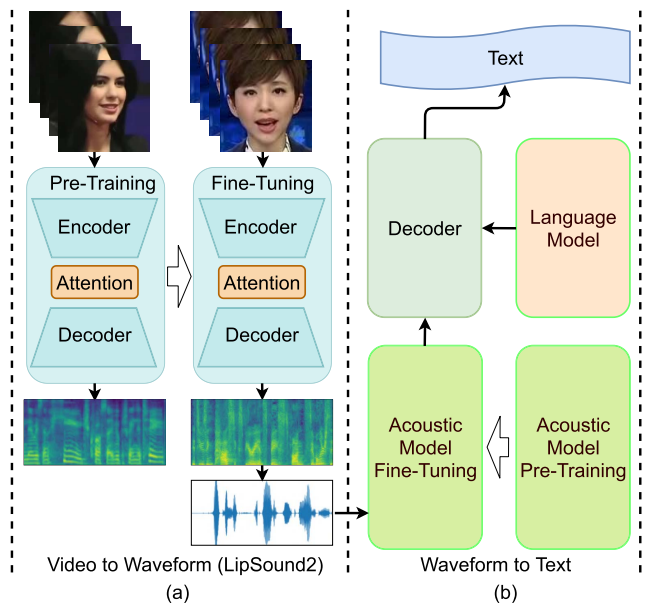 Pre-Training
Encoder
Attention
Decoder
Fine-Tuning
Encoder
Attention
Decoder
Video to Waveform (LipSound2)
(a)
Text
Decoder
Language
Model
Acoustic
Model
Fine-Tuning
Acoustic
Model
Pre-Training
Waveform to Text
(b)